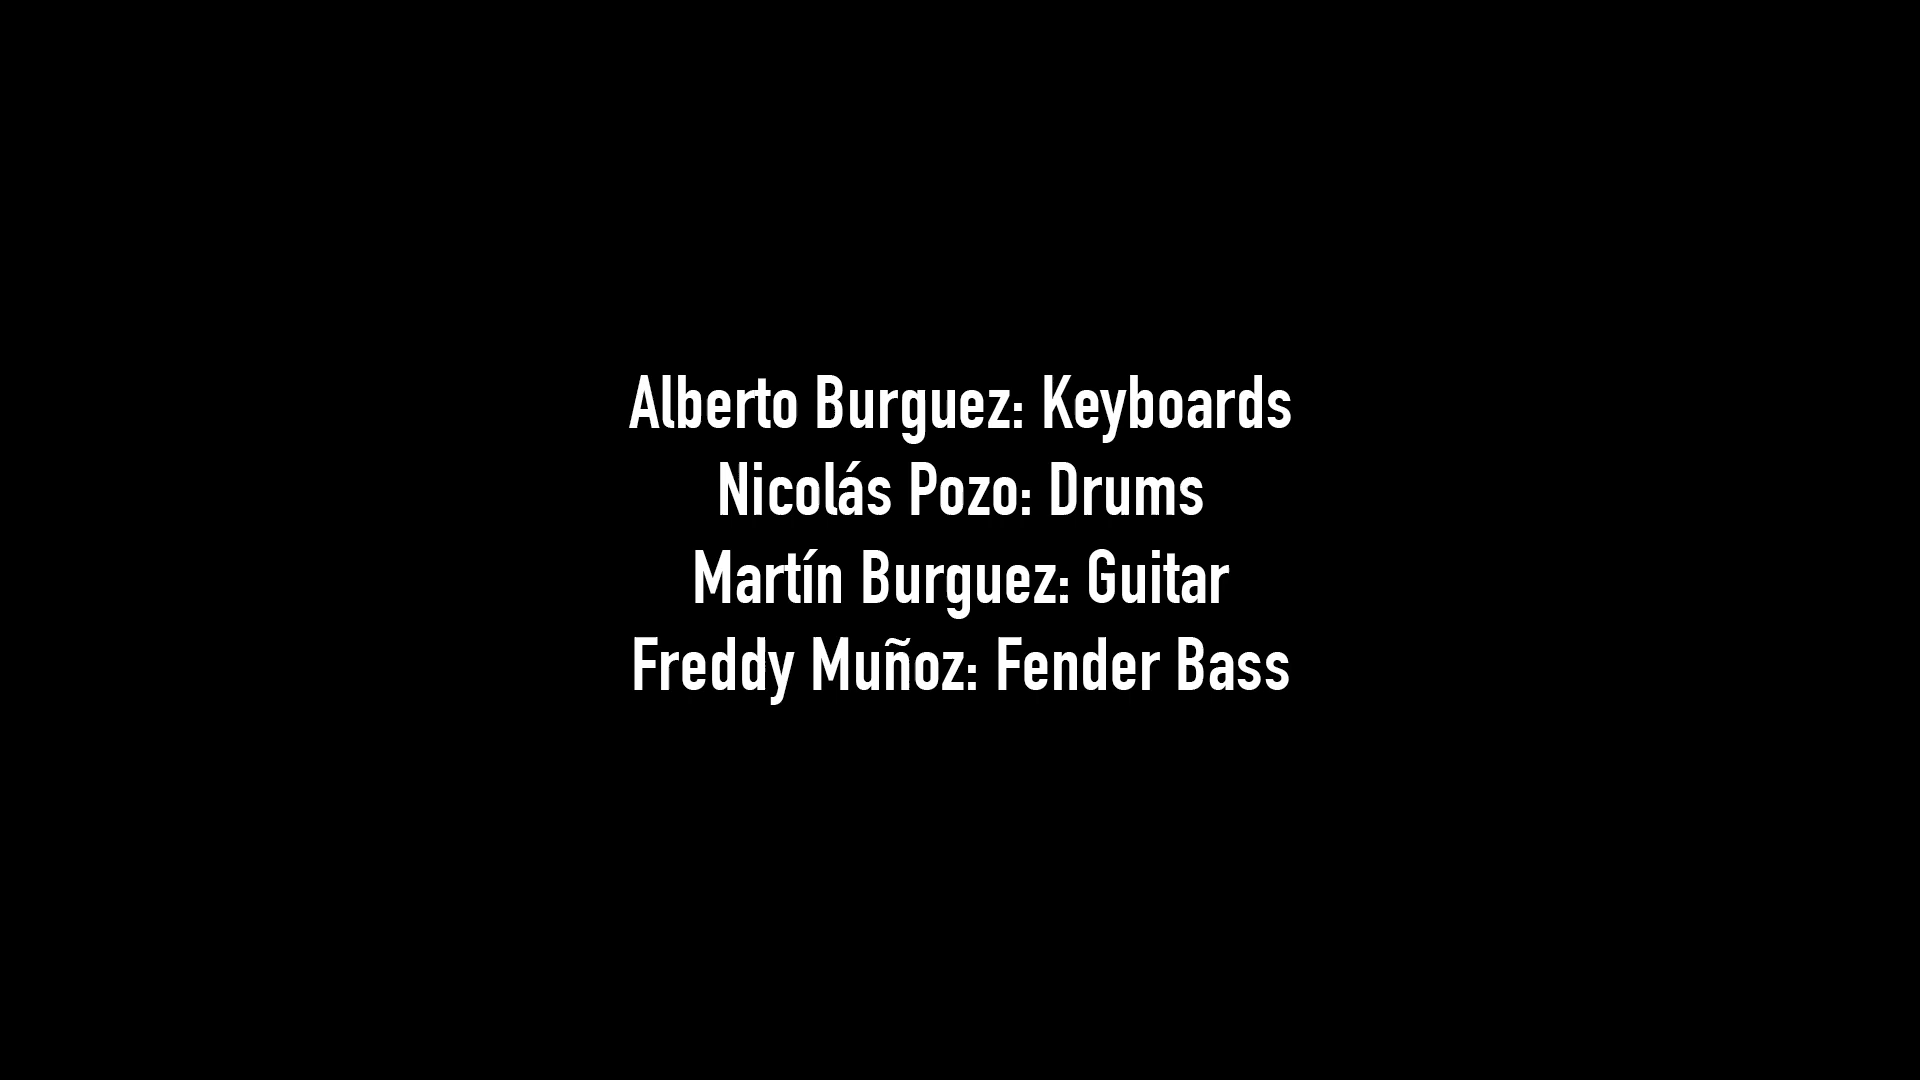 Alberto Burguez: Keyboards
Nicolás Pozo: Drums
Martín Burguez: Guitar
Freddy Muñoz: Fender Bass